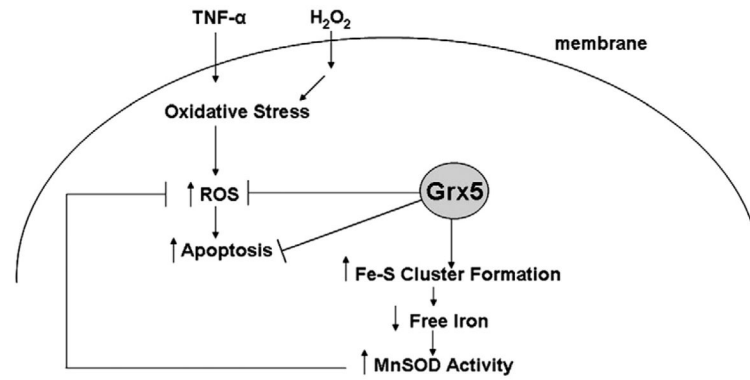 TNF-α
H₂O₂
membrane
Oxidative Stress
↑ ROS
Grx5
↑ Apoptosis
↑ Fe-S Cluster Formation
↓ Free Iron
↑ MnSOD Activity